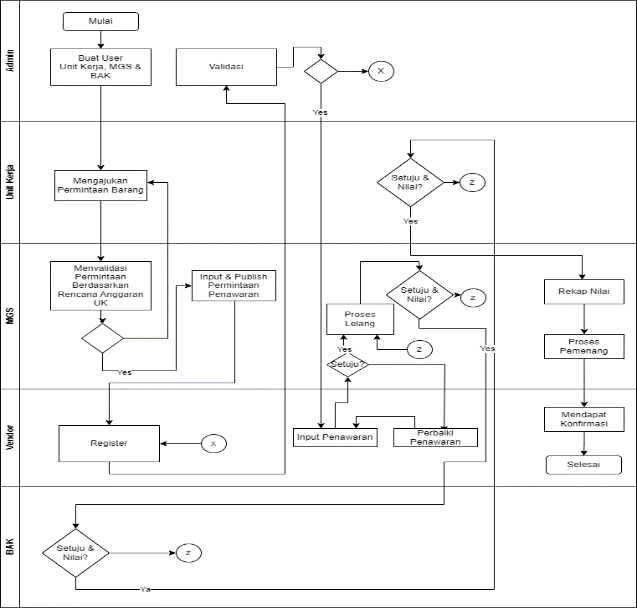 Admin
Mulai
Buat User
Unit Kerja, MGS &
BAK
Validasi
X
Yes
Unit Kerja
Mengajukan
Permintaan Barang
Setuju &
Nilai?
Z
Yes
MGS
Menvalidasi
Permintaan
Berdasarkan
Rencana Anggaran
UK
Yes
Input & Publish
Permintaan
Penawaran
Proses
Lelang
Setuju &
Nilai?
Z
Z
Yes
Yes
Setuju?
Rekap Nilai
Proses
Pemenang
Vendor
Register
X
Input Penawaran
Perbaiki
Penawaran
Mendapat
Konfirmasi
Selesai
BAK
Setuju &
Nilai?
Z
Ya